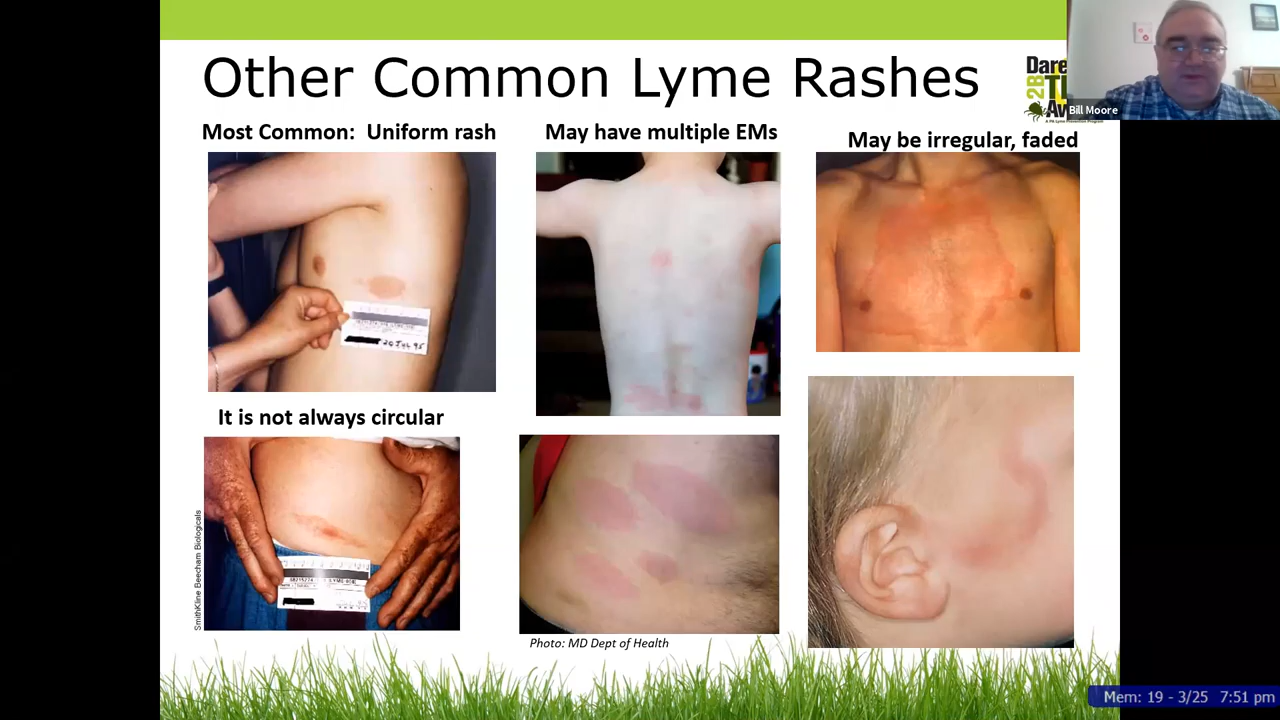 Other Common Lyme Rashes
Dare
2B
Bill Moore
Most Common: Uniform rash
May have multiple EMs
May be irregular, faded
It is not always circular
SmithKline Beecham Biologicals
Photo: MD Dept of Health
Mem: 19 - 3/25 7:51 pm